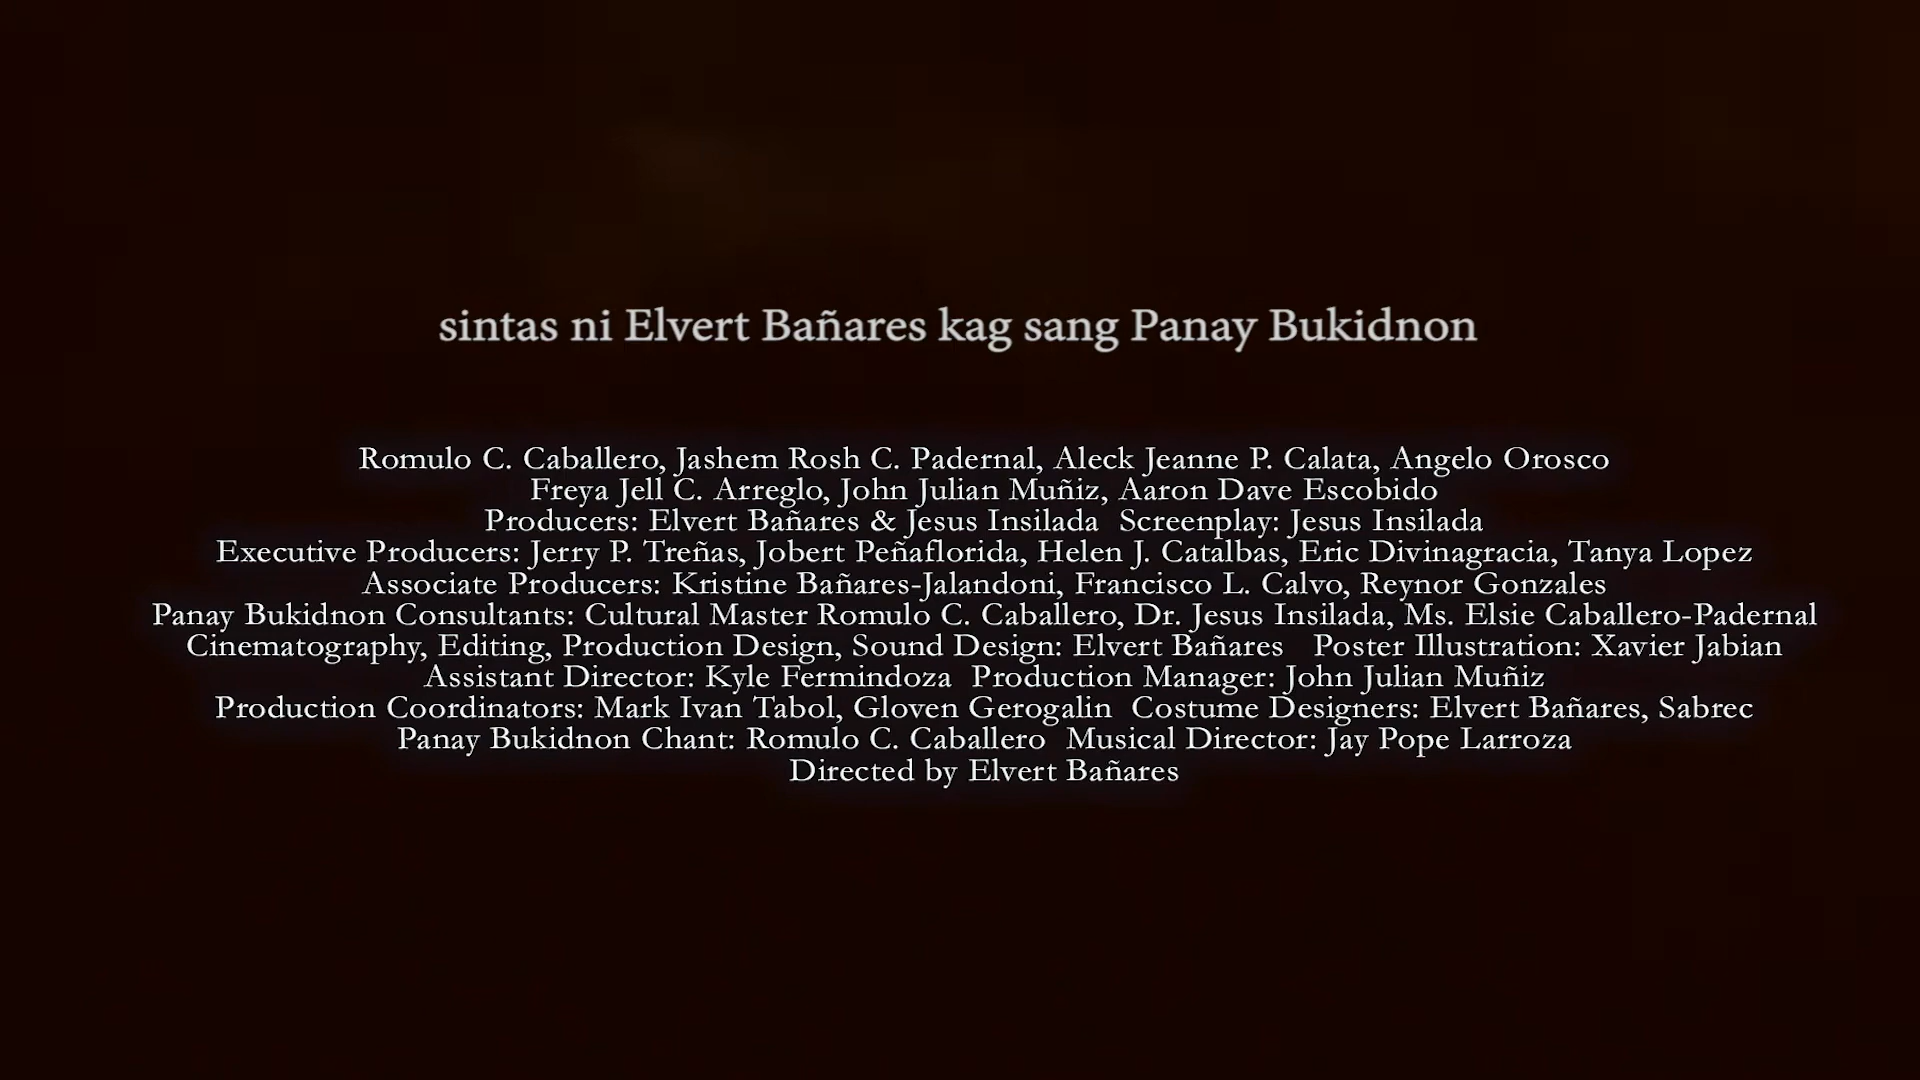 sintas ni Elvert Bañares kag sang Panay Bukidnon
Romulo C. Caballero, Jashem Rosh C. Padernal, Aleck Jeanne P. Calata, Angelo Orosco
Freya Jell C. Arreglo, John Julian Muñiz, Aaron Dave Escobido
Producers: Elvert Bañares & Jesus Insilada Screenplay: Jesus Insilada
Executive Producers: Jerry P. Treñas, Jobert Peñaflorida, Helen J. Catalbas, Eric Divinagracia, Tanya Lopez
Associate Producers: Kristine Bañares-Jalandoni, Francisco L. Calvo, Reynor Gonzales
Panay Bukidnon Consultants: Cultural Master Romulo C. Caballero, Dr. Jesus Insilada, Ms. Elsie Caballero-Padernal
Cinematography, Editing, Production Design, Sound Design: Elvert Bañares Poster Illustration: Xavier Jabian
Assistant Director: Kyle Fermindoza Production Manager: John Julian Muñiz
Production Coordinators: Mark Ivan Tabol, Gloven Gerogalin Costume Designers: Elvert Bañares, Sabrec
Panay Bukidnon Chant: Romulo C. Caballero Musical Director: Jay Pope Larroza
Directed by Elvert Bañares